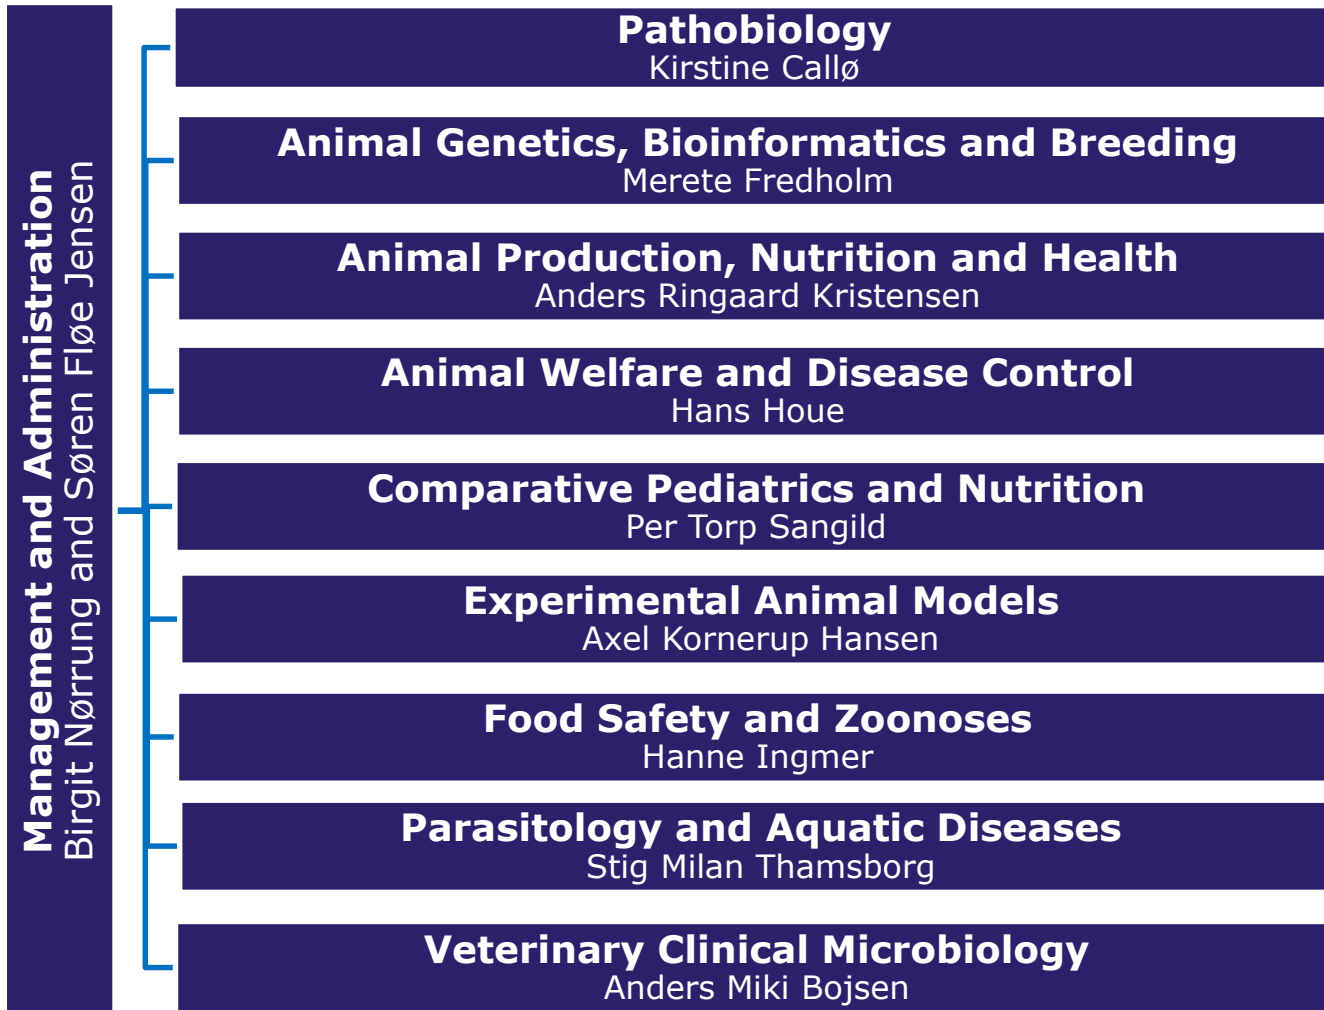 Management and Administration
Birgit Nørrung and Søren Fløe Jensen
Pathobiology
Kirstine Callø
Animal Genetics, Bioinformatics and Breeding
Merete Fredholm
Animal Production, Nutrition and Health
Anders Ringaard Kristensen
Animal Welfare and Disease Control
Hans Houe
Comparative Pediatrics and Nutrition
Per Torp Sangild
Experimental Animal Models
Axel Kornerup Hansen
Food Safety and Zoonoses
Hanne Ingmer
Parasitology and Aquatic Diseases
Stig Milan Thamsborg
Veterinary Clinical Microbiology
Anders Miki Bojsen